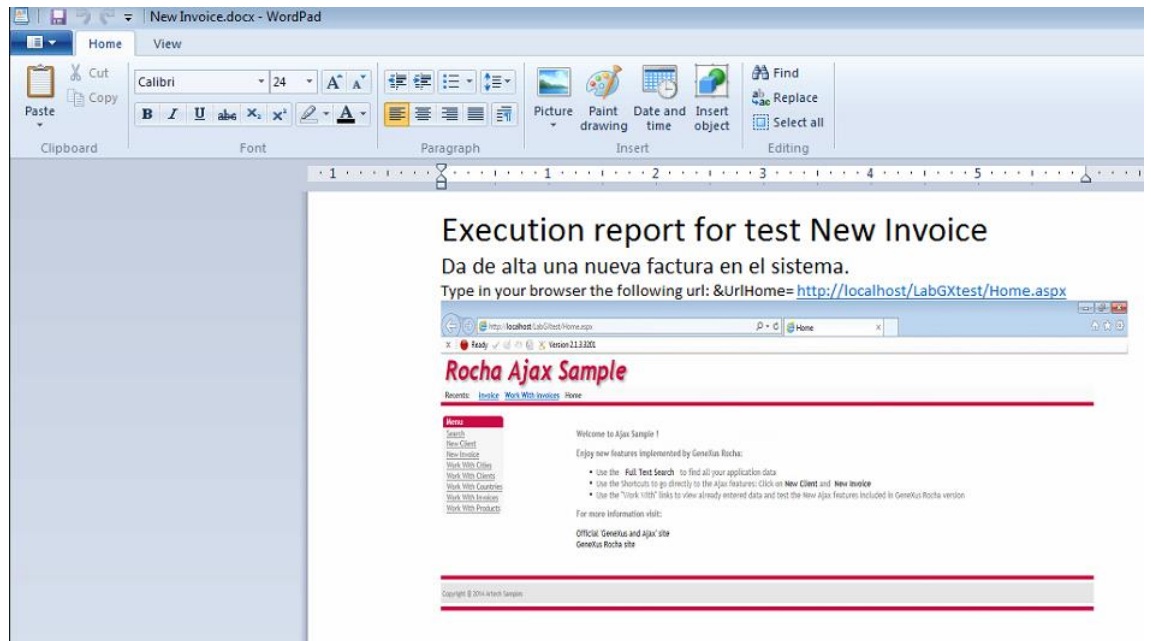 New Invoice.docx - WordPad
Home View
Cut
Copy
Paste
Clipboard
Calibri 24 A A
B I U abc X₂ X² A
Font
Paragraph
Picture
Paint drawing
Date and time
Insert object
Insert
Find
Replace
Select all
Editing
1 1 2 3 4 5
Execution report for test New Invoice
Da de alta una nueva factura en el sistema.
Type in your browser the following url: &UrlHome= http://localhost/LabGXtest/Home.aspx
http://localhost/LabGXtest/Home.aspx Home x
x Ready Version 2.1.3.3201
Rocha Ajax Sample
Recents: Invoice Work With Invoices Home
Menu
Search
New Client
New Invoice
Work With Cities
Work With Clients
Work With Countries
Work With Invoices
Work With Products
Welcome to Ajax Sample !
Enjoy new features implemented by GeneXus Rocha:
• Use the Full Text Search to find all your application data
• Use the Shortcuts to go directly to the Ajax features: Click on New Client and New Invoice
• Use the "Work With" links to view already entered data and test the New Ajax features included in GeneXus Rocha version
For more information visit:
Official 'GeneXus and Ajax' site
GeneXus Rocha site
Copyright © 2014 Artech Samples